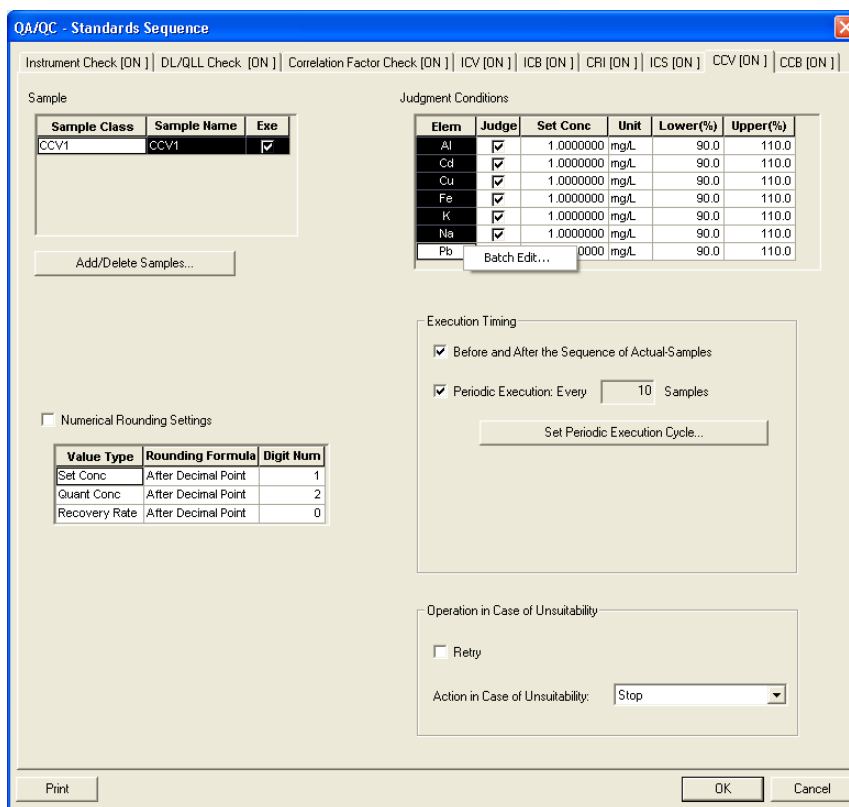 QA/QC - Standards Sequence
Instrument Check [ON ] DL/QLL Check [ON ] Correlation Factor Check [ON ] ICV [ON ] ICB [ON ] CRI [ON ] ICS [ON ] CCV [ON ] CCB [ON ]
Sample
Sample Class Sample Name Exe
CCV1 CCV1
Add/Delete Samples...
Judgment Conditions
Elem Judge Set Conc Unit Lower(%) Upper(%)
Al 1.0000000 mg/L 90.0 110.0
Cd 1.0000000 mg/L 90.0 110.0
Cu 1.0000000 mg/L 90.0 110.0
Fe 1.0000000 mg/L 90.0 110.0
K 1.0000000 mg/L 90.0 110.0
Na 1.0000000 mg/L 90.0 110.0
Pb 0000 mg/L 90.0 110.0
Batch Edit...
Execution Timing
Before and After the Sequence of Actual-Samples
Periodic Execution: Every 10 Samples
Set Periodic Execution Cycle...
Numerical Rounding Settings
Value Type Rounding Formula Digit Num
Set Conc After Decimal Point 1
Quant Conc After Decimal Point 2
Recovery Rate After Decimal Point 0
Operation in Case of Unsuitability
Retry
Action in Case of Unsuitability: Stop
Print OK Cancel